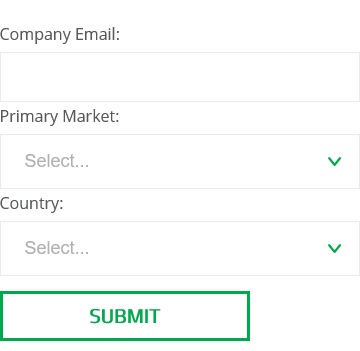 Company Email:
Primary Market:
Select...
Country:
Select...
SUBMIT